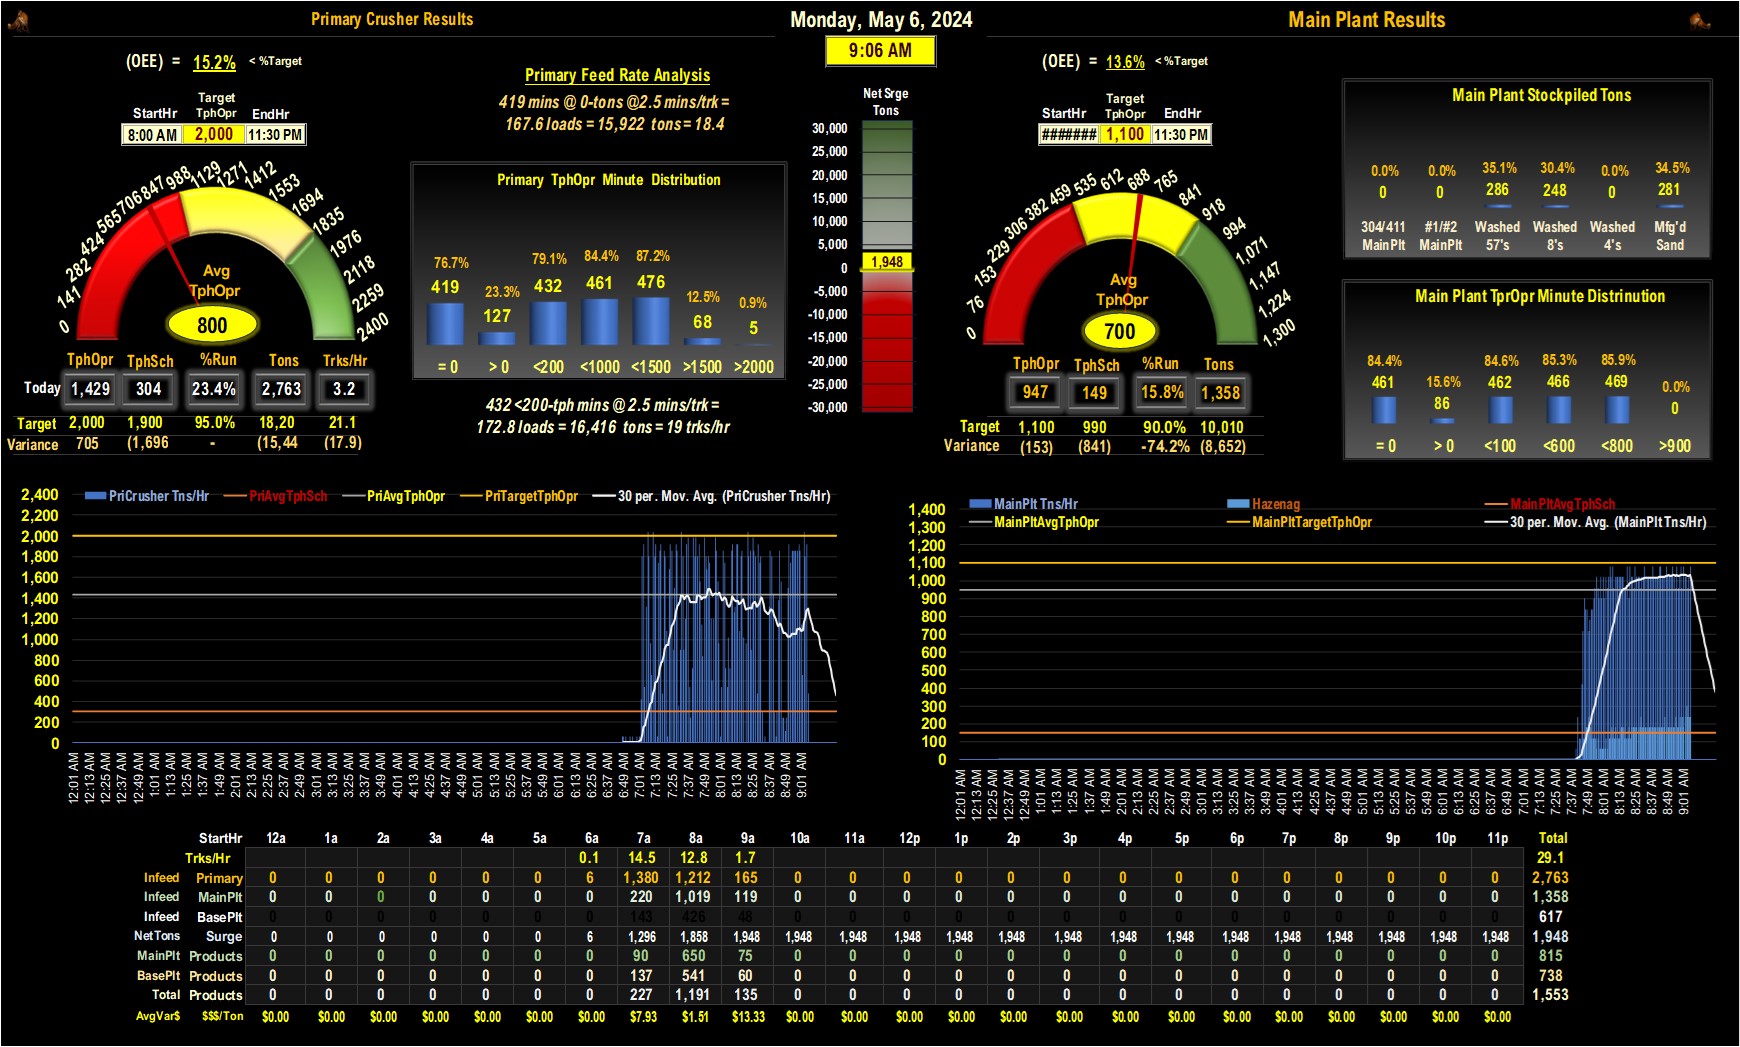 Primary Crusher Results
Monday, May 6, 2024
Main Plant Results
9:06 AM
(OEE) = 15.2% < %Target
StartHr Target TphOpr EndHr
8:00 AM 2,000 11:30 PM
0 141 282 424 565 706 847 988 1129 1271 1412 1553 1694 1835 1976 2118 2259 2400
Avg
TphOpr
800
TphOpr TphSch %Run Tons Trks/Hr
Today 1,429 304 23.4% 2,763 3.2
Target 2,000 1,900 95.0% 18,20 21.1
Variance 705 (1,696 - (15,44 (17.9)
Primary Feed Rate Analysis
419 mins @ 0-tons @2.5 mins/trk =
167.6 loads = 15,922 tons = 18.4
Primary TphOpr Minute Distribution
76.7% 23.3% 79.1% 84.4% 87.2% 12.5% 0.9%
419 127 432 461 476 68 5
= 0 > 0 <200 <1000 <1500 >1500 >2000
432 <200-tph mins @ 2.5 mins/trk =
172.8 loads = 16,416 tons = 19 trks/hr
Net Srge
Tons
30,000
25,000
20,000
15,000
10,000
5,000
0
-5,000
-10,000
-15,000
-20,000
-25,000
-30,000
1,948
(OEE) = 13.6% < %Target
StartHr Target TphOpr EndHr
####### 1,100 11:30 PM
0 76 153 229 306 382 459 535 612 688 765 841 918 994 1,071 1,147 1,224 1,300
Avg
TphOpr
700
TphOpr TphSch %Run Tons
947 149 15.8% 1,358
Target 1,100 990 90.0% 10,010
Variance (153) (841) -74.2% (8,652)
Main Plant Stockpiled Tons
0.0% 0.0% 35.1% 30.4% 0.0% 34.5%
0 0 286 248 0 281
304/411 #1/#2 Washed Washed Washed Mfg'd
MainPlt MainPlt 57's 8's 4's Sand
Main Plant TprOpr Minute Distrinution
84.4% 15.6% 84.6% 85.3% 85.9% 0.0%
461 86 462 466 469 0
= 0 > 0 <100 <600 <800 >900
PriCrusher Tns/Hr PriAvgTphSch PriAvgTphOpr PriTargetTphOpr 30 per. Mov. Avg. (PriCrusher Tns/Hr)
2,400
2,200
2,000
1,800
1,600
1,400
1,200
1,000
800
600
400
200
0
12:01 AM 12:13 AM 12:25 AM 12:37 AM 12:49 AM 1:01 AM 1:13 AM 1:25 AM 1:37 AM 1:49 AM 2:01 AM 2:13 AM 2:25 AM 2:37 AM 2:49 AM 3:01 AM 3:13 AM 3:25 AM 3:37 AM 3:49 AM 4:01 AM 4:13 AM 4:25 AM 4:37 AM 4:49 AM 5:01 AM 5:13 AM 5:25 AM 5:37 AM 5:49 AM 6:01 AM 6:13 AM 6:25 AM 6:37 AM 6:49 AM 7:01 AM 7:13 AM 7:25 AM 7:37 AM 7:49 AM 8:01 AM 8:13 AM 8:25 AM 8:37 AM 8:49 AM 9:01 AM
MainPlt Tns/Hr Hazenag MainPltAvgTphSch
MainPltAvgTphOpr MainPltTargetTphOpr 30 per. Mov. Avg. (MainPlt Tns/Hr)
1,400
1,300
1,200
1,100
1,000
900
800
700
600
500
400
300
200
100
0
12:01 AM 12:13 AM 12:25 AM 12:37 AM 12:49 AM 1:01 AM 1:13 AM 1:25 AM 1:37 AM 1:49 AM 2:01 AM 2:13 AM 2:25 AM 2:37 AM 2:49 AM 3:01 AM 3:13 AM 3:25 AM 3:37 AM 3:49 AM 4:01 AM 4:13 AM 4:25 AM 4:37 AM 4:49 AM 5:01 AM 5:13 AM 5:25 AM 5:37 AM 5:49 AM 6:01 AM 6:13 AM 6:25 AM 6:37 AM 6:49 AM 7:01 AM 7:13 AM 7:25 AM 7:37 AM 7:49 AM 8:01 AM 8:13 AM 8:25 AM 8:37 AM 8:49 AM 9:01 AM
StartHr 12a 1a 2a 3a 4a 5a 6a 7a 8a 9a 10a 11a 12p 1p 2p 3p 4p 5p 6p 7p 8p 9p 10p 11p Total
Trks/Hr 0.1 14.5 12.8 1.7 29.1
Infeed Primary 0 0 0 0 0 0 6 1,380 1,212 165 0 0 0 0 0 0 0 0 0 0 0 0 0 0 2,763
Infeed MainPlt 0 0 0 0 0 0 0 220 1,019 119 0 0 0 0 0 0 0 0 0 0 0 0 0 0 1,358
Infeed BasePlt 0 0 0 0 0 0 0 143 426 48 0 0 0 0 0 0 0 0 0 0 0 0 0 0 617
NetTons Surge 0 0 0 0 0 0 6 1,296 1,858 1,948 1,948 1,948 1,948 1,948 1,948 1,948 1,948 1,948 1,948 1,948 1,948 1,948 1,948 1,948 1,948
MainPlt Products 0 0 0 0 0 0 0 90 650 75 0 0 0 0 0 0 0 0 0 0 0 0 0 0 815
BasePlt Products 0 0 0 0 0 0 0 137 541 60 0 0 0 0 0 0 0 0 0 0 0 0 0 0 738
Total Products 0 0 0 0 0 0 0 227 1,191 135 0 0 0 0 0 0 0 0 0 0 0 0 0 0 1,553
AvgVar$ $$$/Ton $0.00 $0.00 $0.00 $0.00 $0.00 $0.00 $0.00 $7.93 $1.51 $13.33 $0.00 $0.00 $0.00 $0.00 $0.00 $0.00 $0.00 $0.00 $0.00 $0.00 $0.00 $0.00 $0.00 $0.00